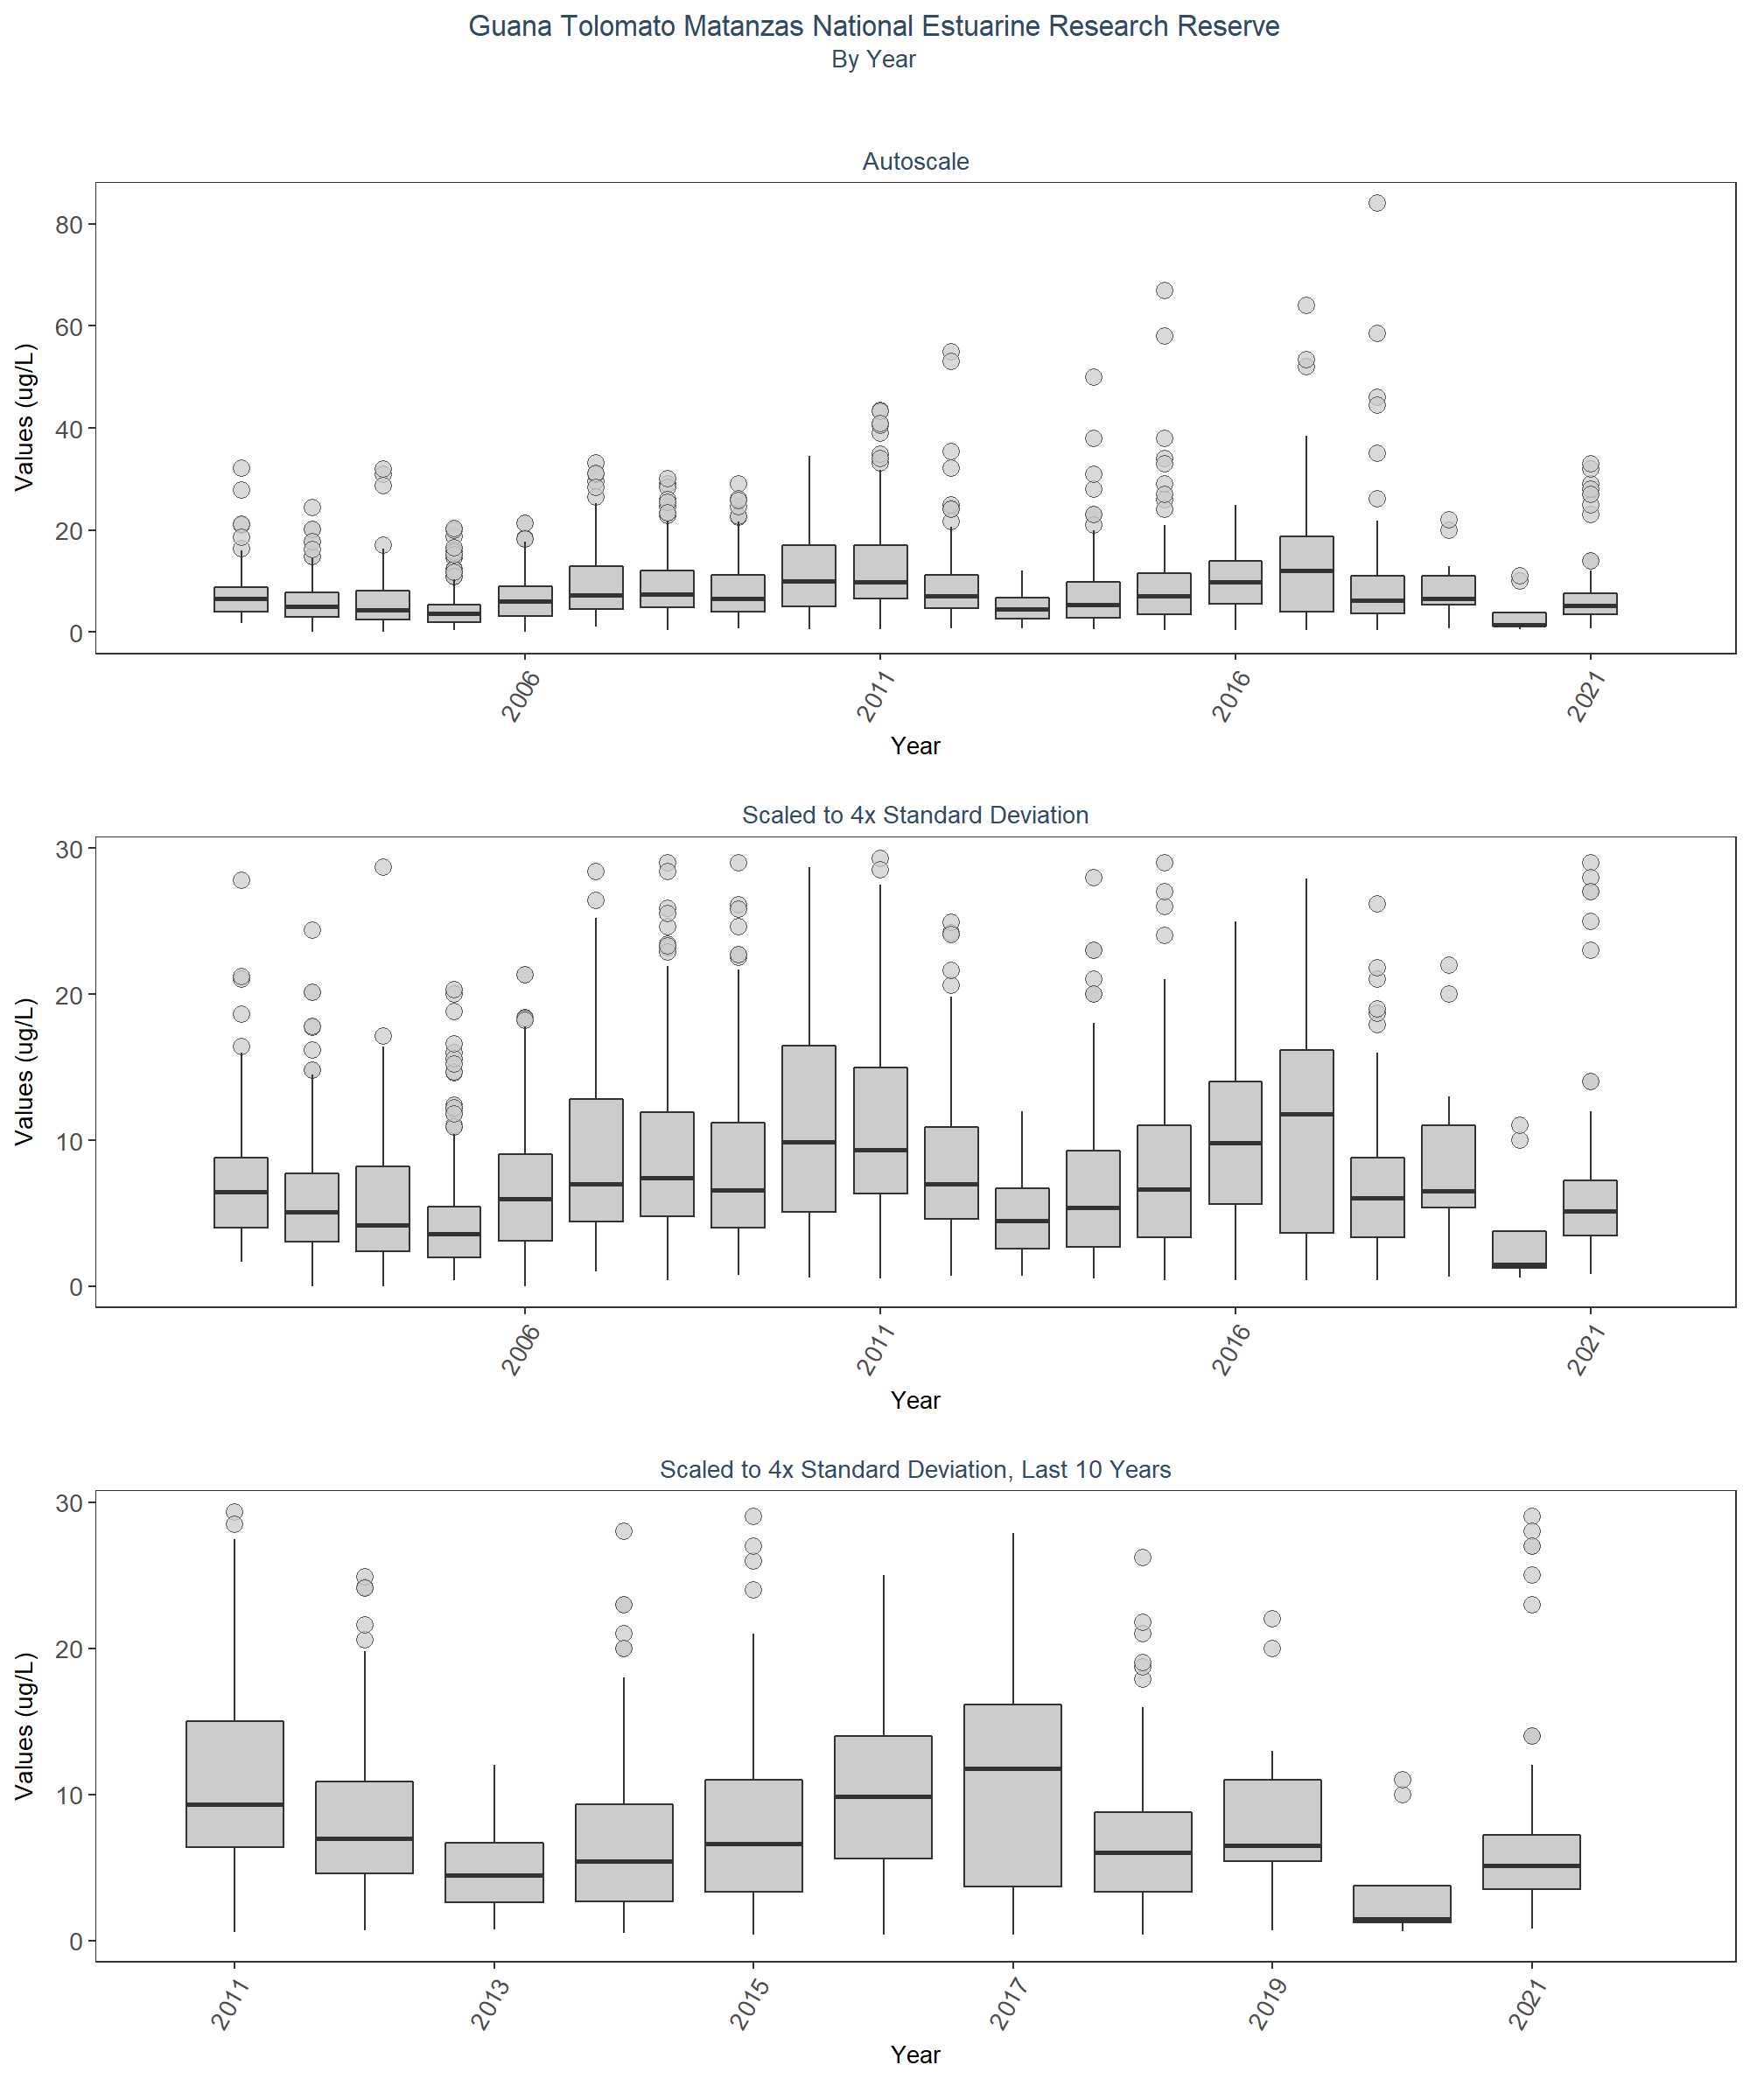 Guana Tolomato Matanzas National Estuarine Research Reserve
By Year
Autoscale
Values (ug/L)
80
60
40
20
0
2006
2011
2016
2021
Year
Scaled to 4x Standard Deviation
Values (ug/L)
30
20
10
0
2006
2011
2016
2021
Year
Scaled to 4x Standard Deviation, Last 10 Years
Values (ug/L)
30
20
10
0
2011
2013
2015
2017
2019
2021
Year